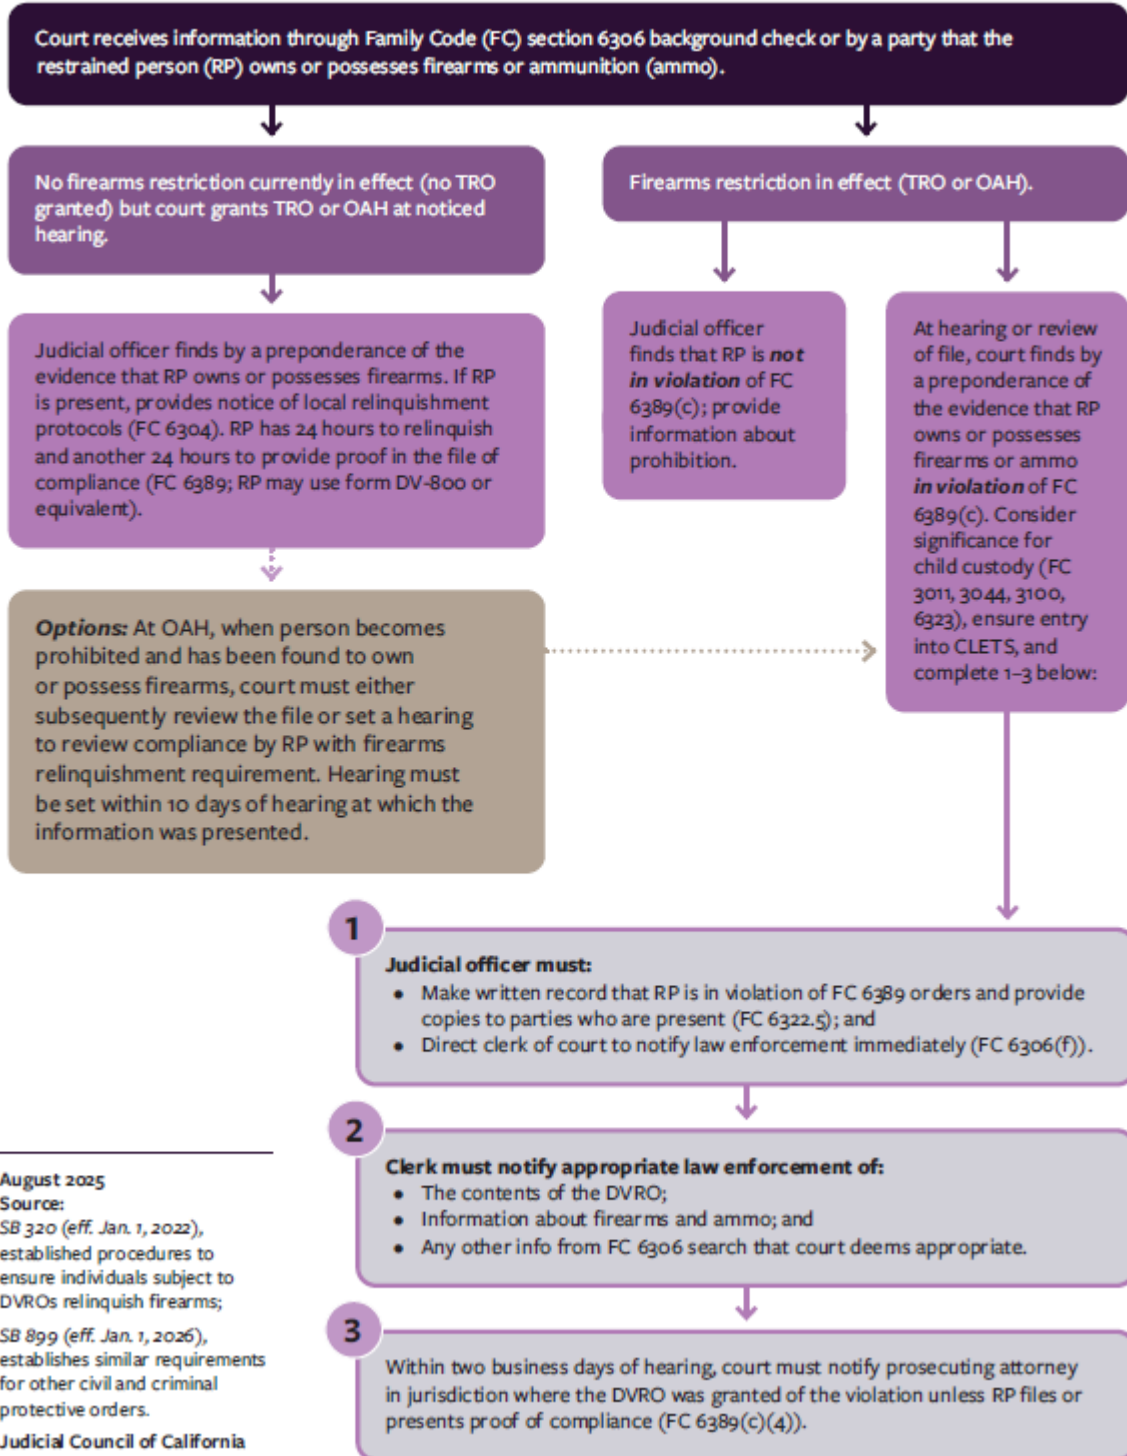 Court receives information through Family Code (FC) section 6306 background check or by a party that the
restrained person (RP) owns or possesses firearms or ammunition (ammo).
No firearms restriction currently in effect (no TRO
granted) but court grants TRO or OAH at noticed
hearing.
Firearms restriction in effect (TRO or OAH).
Judicial officer finds by a preponderance of the
evidence that RP owns or possesses firearms. If RP
is present, provides notice of local relinquishment
protocols (FC 6304). RP has 24 hours to relinquish
and another 24 hours to provide proof in the file of
compliance (FC 6389; RP may use form DV-800 or
equivalent).
Judicial officer
finds that RP is not
in violation of FC
6389(c); provide
information about
prohibition.
At hearing or review
of file, court finds by
a preponderance of
the evidence that RP
owns or possesses
firearms or ammo
in violation of FC
6389(c). Consider
significance for
child custody (FC
3011, 3044, 3100,
6323), ensure entry
into CLETS, and
complete 1–3 below:
Options: At OAH, when person becomes
prohibited and has been found to own
or possess firearms, court must either
subsequently review the file or set a hearing
to review compliance by RP with firearms
relinquishment requirement. Hearing must
be set within 10 days of hearing at which the
information was presented.
1
Judicial officer must:
• Make written record that RP is in violation of FC 6389 orders and provide
copies to parties who are present (FC 6322.5); and
• Direct clerk of court to notify law enforcement immediately (FC 6306(f)).
2
Clerk must notify appropriate law enforcement of:
• The contents of the DVRO;
• Information about firearms and ammo; and
• Any other info from FC 6306 search that court deems appropriate.
3
Within two business days of hearing, court must notify prosecuting attorney
in jurisdiction where the DVRO was granted of the violation unless RP files or
presents proof of compliance (FC 6389(c)(4)).
August 2025
Source:
SB 320 (eff. Jan. 1, 2022),
established procedures to
ensure individuals subject to
DVROs relinquish firearms;
SB 899 (eff. Jan. 1, 2026),
establishes similar requirements
for other civil and criminal
protective orders.
Judicial Council of California